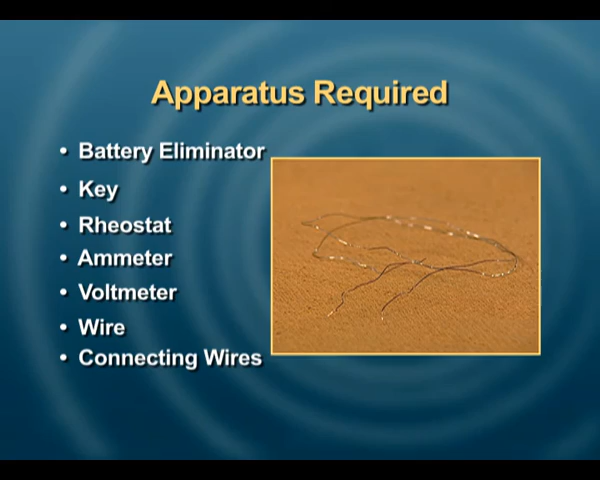 Apparatus Required
• Battery Eliminator
• Key
• Rheostat
• Ammeter
• Voltmeter
• Wire
• Connecting Wires